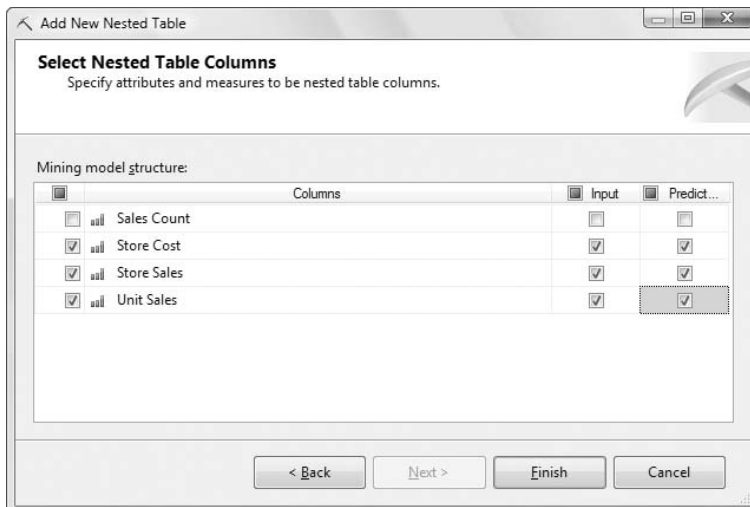 Add New Nested Table
Select Nested Table Columns
Specify attributes and measures to be nested table columns.
Mining model structure:
Columns Input Predict...
Sales Count
Store Cost
Store Sales
Unit Sales
< Back Next > Finish Cancel